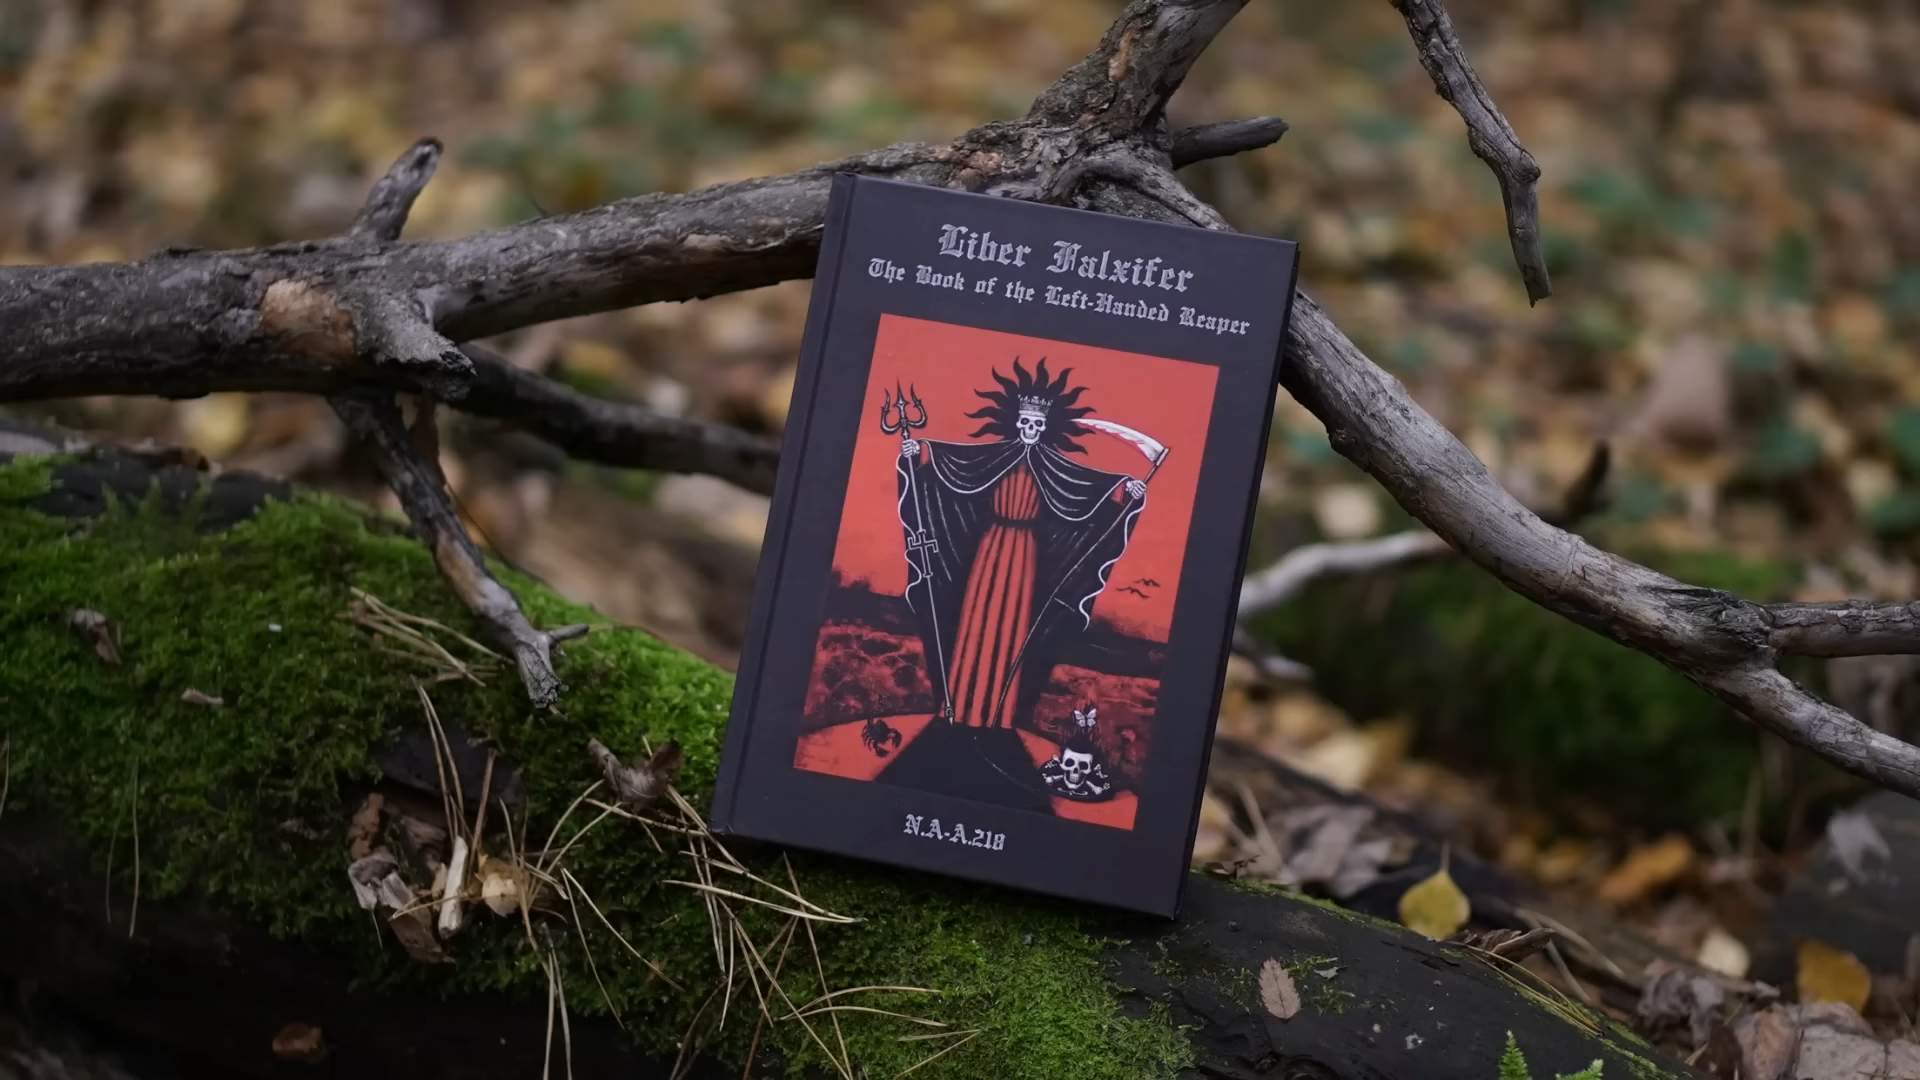 Liber Falxifer
The Book of the Left-Handed Reaper
N.A-A.218